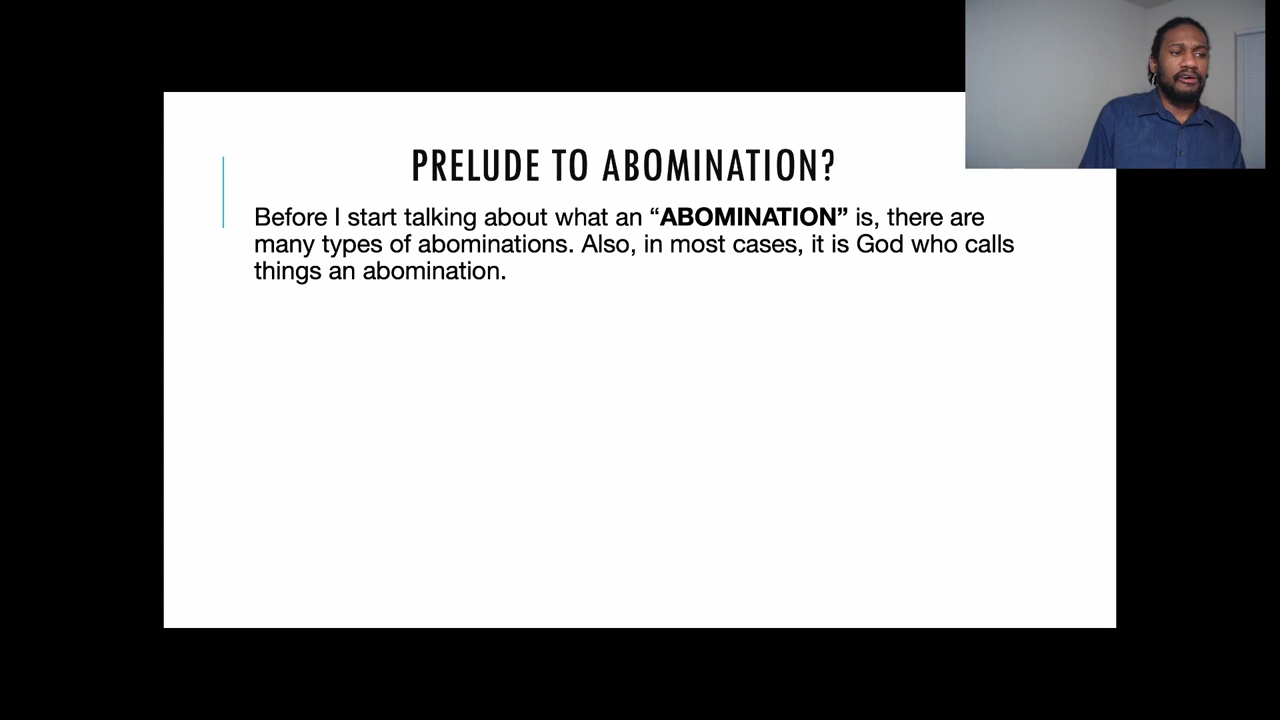 PRELUDE TO ABOMINATION?
Before I start talking about what an “ABOMINATION” is, there are
many types of abominations. Also, in most cases, it is God who calls
things an abomination.